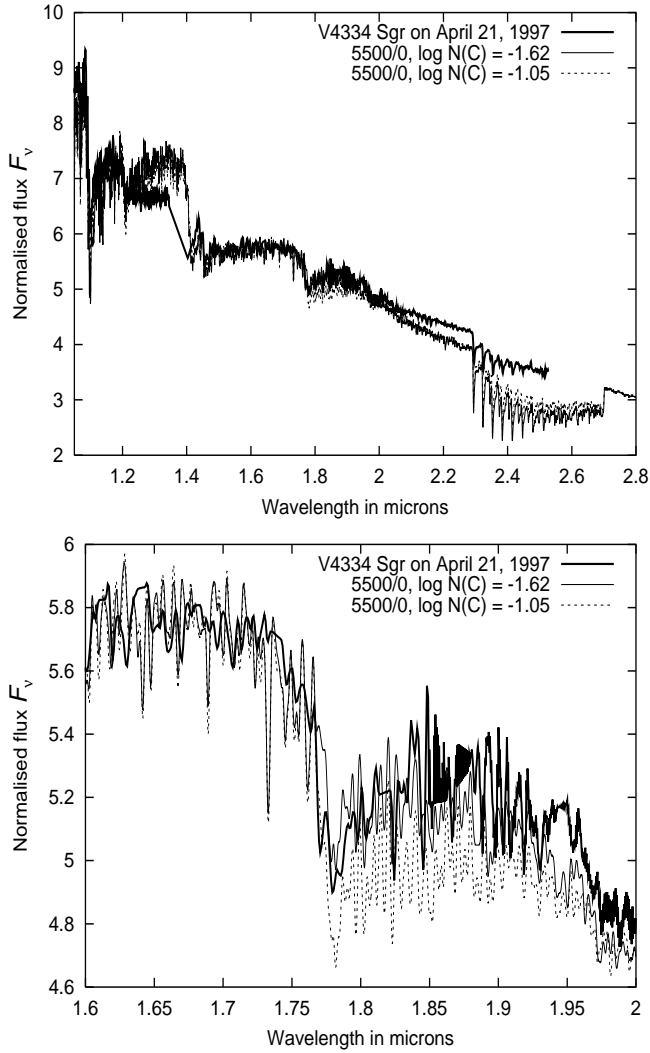 V4334 Sgr on April 21, 1997
5500/0, log N(C) = -1.62
5500/0, log N(C) = -1.05
10
9
8
7
6
5
4
3
2
Normalised flux Fν
1.2 1.4 1.6 1.8 2 2.2 2.4 2.6 2.8
Wavelength in microns
V4334 Sgr on April 21, 1997
5500/0, log N(C) = -1.62
5500/0, log N(C) = -1.05
6
5.8
5.6
5.4
5.2
5
4.8
4.6
Normalised flux Fν
1.6 1.65 1.7 1.75 1.8 1.85 1.9 1.95 2
Wavelength in microns